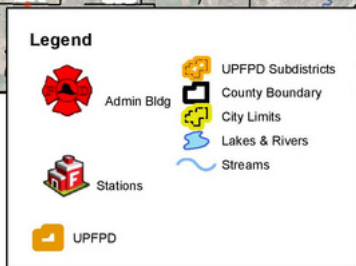 Legend
Admin Bldg
Stations
UPFPD
UPFPD Subdistricts
County Boundary
City Limits
Lakes & Rivers
Streams